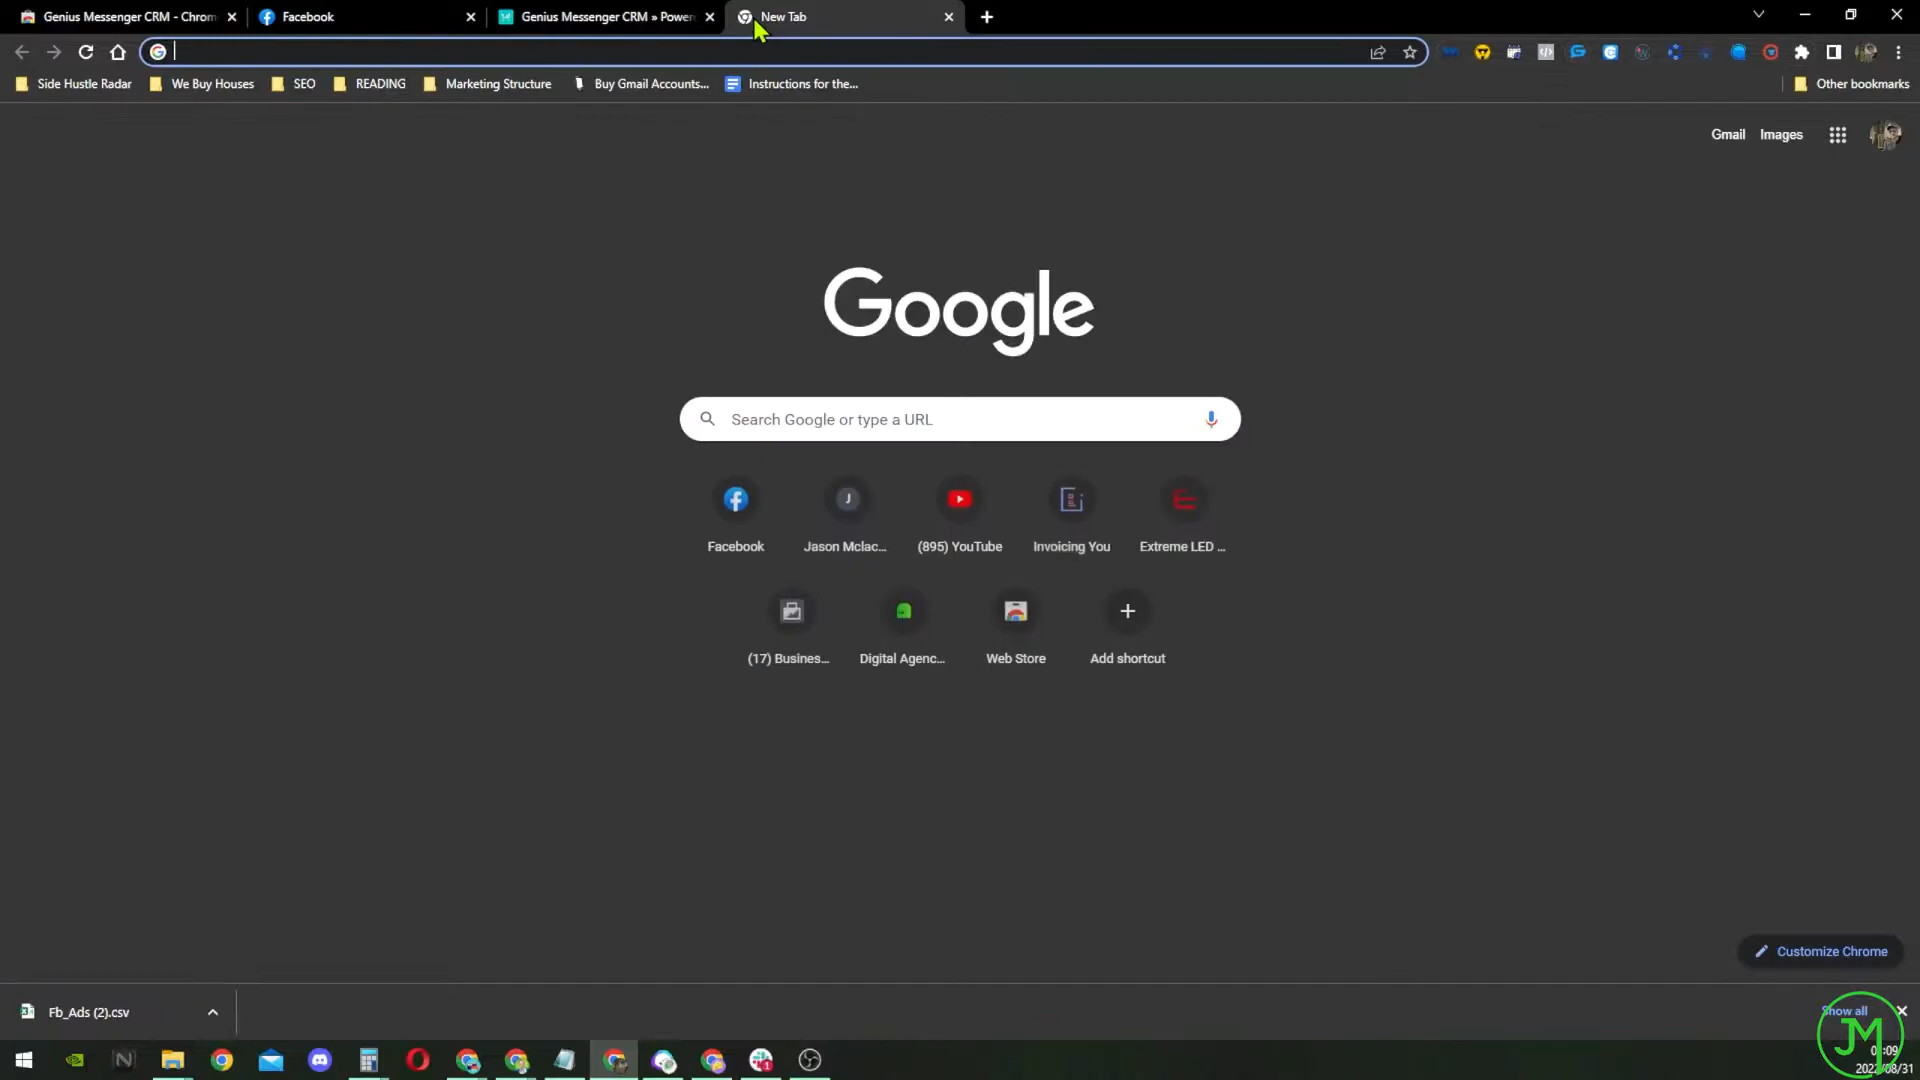 Genius Messenger CRM - Chrom
Facebook
Genius Messenger CRM » Power
New Tab
Side Hustle Radar
We Buy Houses
SEO
READING
Marketing Structure
Buy Gmail Accounts...
Instructions for the...
Other bookmarks
Gmail
Images
Google
Search Google or type a URL
Facebook
Jason Mclac...
(895) YouTube
Invoicing You
Extreme LED ...
(17) Busines...
Digital Agenc...
Web Store
Add shortcut
Customize Chrome
Fb_Ads (2).csv
Show all
JM